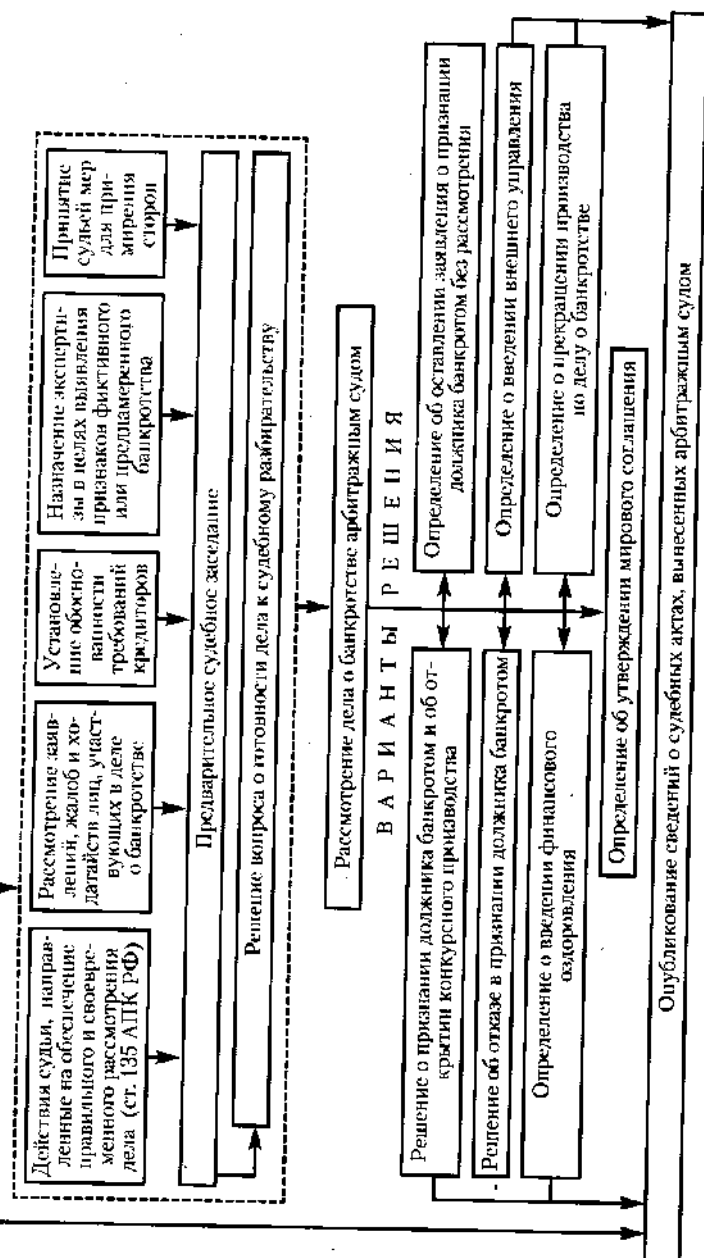 Действия судьи, направ-
ленные на обеспечение
правильного и своевре-
менного рассмотрения
дела (ст. 135 АПК РФ)
Рассмотрение заяв-
лений, жалоб и хо-
датайств лиц, участ-
вующих в деле
о банкротстве
Установле-
ние обосно-
ванности
требований
кредиторов
Назначение эксперти-
зы в целях выявления
признаков фиктивного
или преднамеренного
банкротства
Принятие
судьей мер
для при-
мирения
сторон
Предварительное судебное заседание
Решение вопроса о готовности дела к судебному разбирательству
Рассмотрение дела о банкротстве арбитражным судом
ВАРИАНТЫ РЕШЕНИЯ
Решение о признании должника банкротом и об от-
крытии конкурсного производства
Определение об оставлении заявления о признании
должника банкротом без рассмотрения
Решение об отказе в признании должника банкротом
Определение о введении внешнего управления
Определение о введении финансового
оздоровления
Определение о прекращении производства
по делу о банкротстве
Определение об утверждении мирового соглашения
Опубликование сведений о судебных актах, вынесенных арбитражным судом